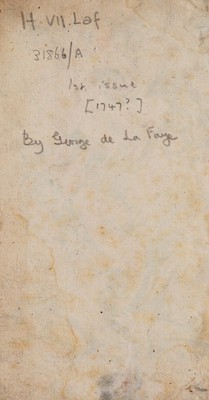 H. VII. Laf
31866/A
1st issue
[1747?]
By George de La Faye